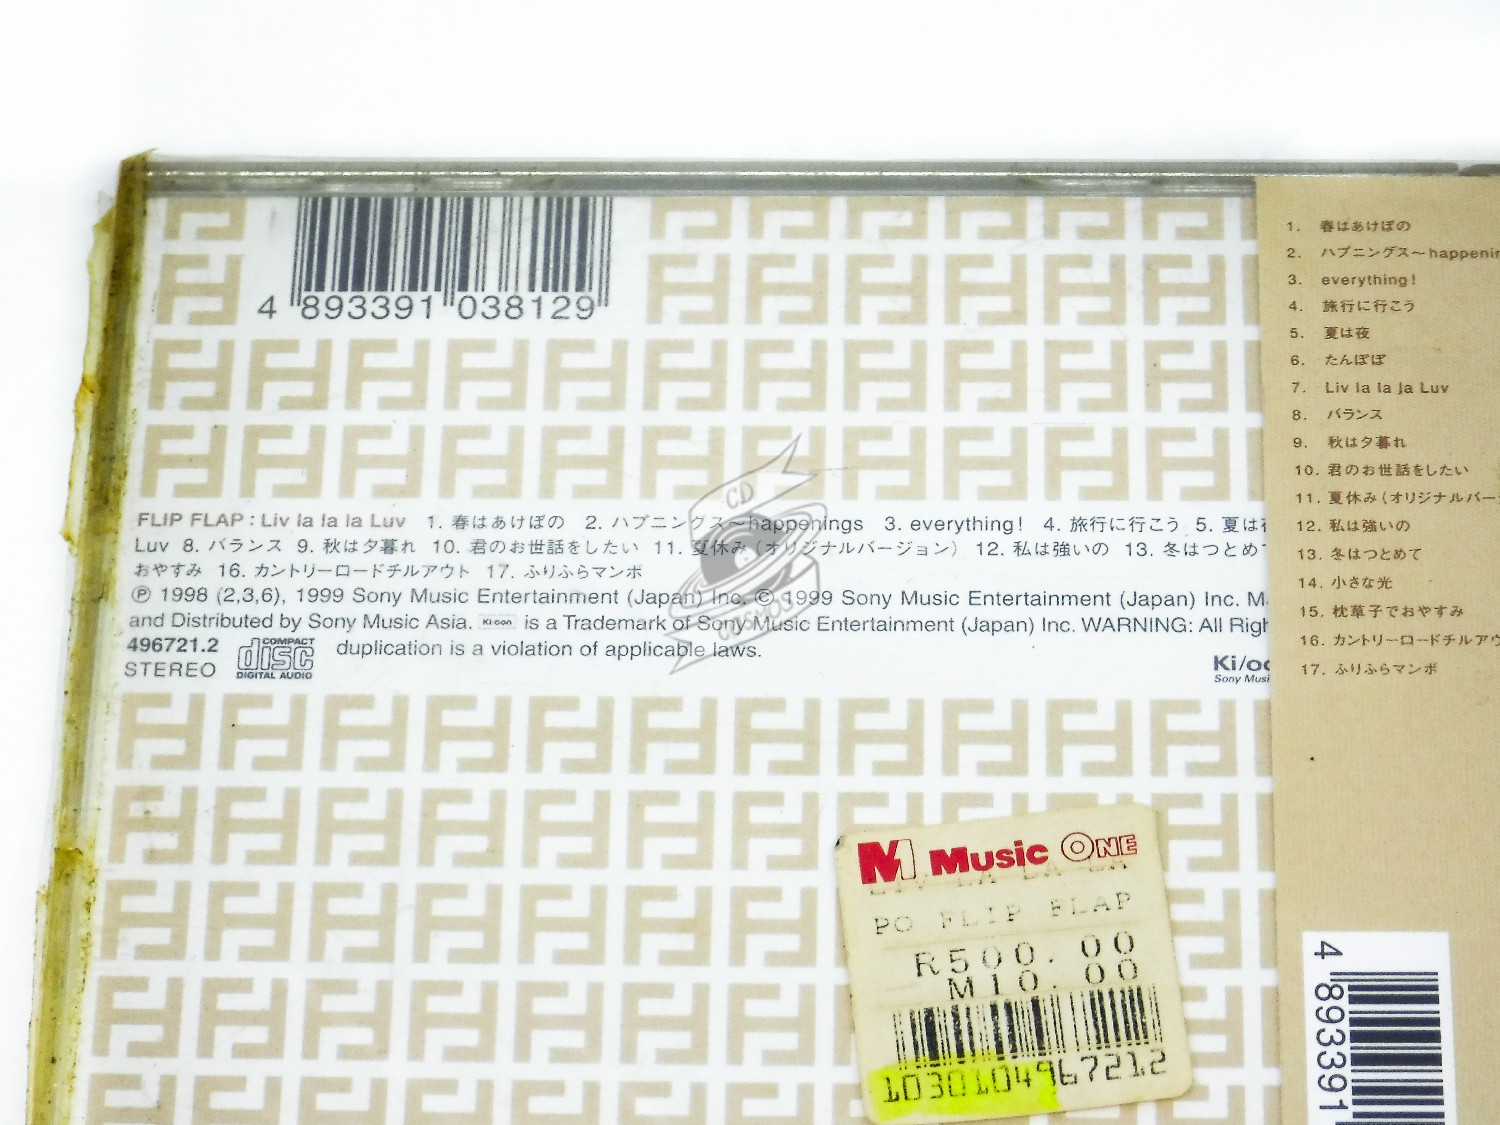 4 893391 038129
FLIP FLAP : Liv la la la Luv 1. 春はあけぼの 2. ハプニングス～happenings 3. everything! 4. 旅行に行こう 5. 夏は
Luv 8. バランス 9. 秋は夕暮れ 10. 君のお世話をしたい 11. 夏休み（オリジナルバージョン） 12. 私は強いの 13. 冬はつとめ
おやすみ 16. カントリーロードチルアウト 17. ふりふらマンボ
Ⓟ 1998 (2,3,6), 1999 Sony Music Entertainment (Japan) Inc. © 1999 Sony Music Entertainment (Japan) Inc. M
and Distributed by Sony Music Asia. Ki/oon is a Trademark of Sony Music Entertainment (Japan) Inc. WARNING: All Rig
496721.2
STEREO
COMPACT
disc
DIGITAL AUDIO
duplication is a violation of applicable laws.
Ki/oo
Sony Musi
CD
COSMOS
1. 春はあけぼの
2. ハプニングス～happenin
3. everything!
4. 旅行に行こう
5. 夏は夜
6. たんぽぽ
7. Liv la la la Luv
8. バランス
9. 秋は夕暮れ
10. 君のお世話をしたい
11. 夏休み（オリジナルバー
12. 私は強いの
13. 冬はつとめて
14. 小さな光
15. 枕草子でおやすみ
16. カントリーロードチルアウ
17. ふりふらマンボ
4 893391
M1 Music ONE
LIV LA LA LA
PO FLIP FLAP
R500.00
M10.00
1030104967212